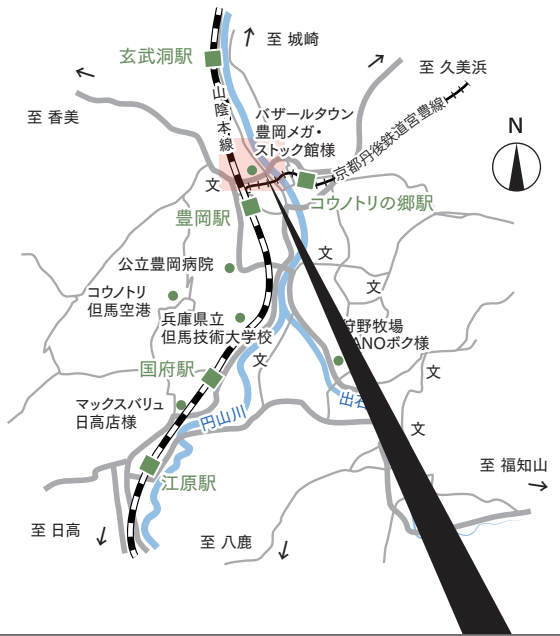 至 城崎
玄武洞駅
至 久美浜
山陰本線
至 香美
バザールタウン
豊岡メガ・
ストック館様
京都丹後鉄道宮豊線
N
文
コウノトリの郷駅
豊岡駅
文
公立豊岡病院
文
コウノトリ
但馬空港
兵庫県立
但馬技術大学校
狩野牧場
ANOボク様
文
国府駅
文
マックスバリュ
日高店様
円山川
出石
文
至 福知山
江原駅
至 日高
至 八鹿